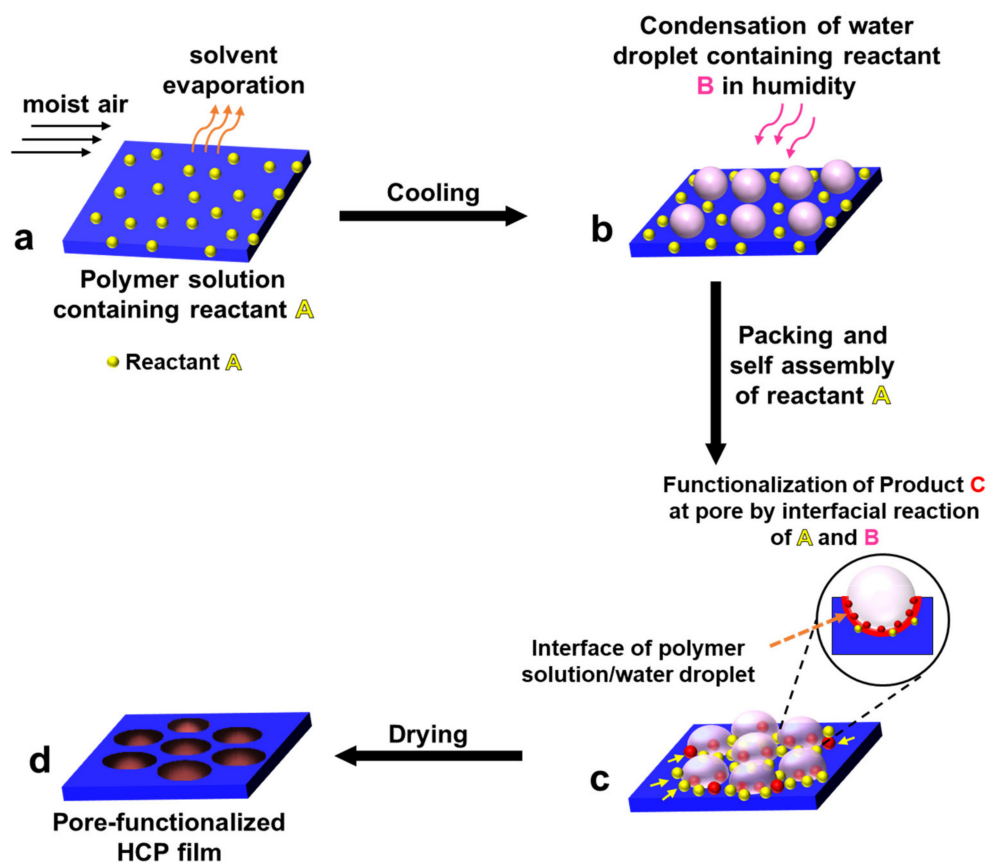 solvent
evaporation
moist air
a
Polymer solution
containing reactant A
Reactant A
Cooling
Condensation of water
droplet containing reactant
B in humidity
b
Packing and
self assembly
of reactant A
Functionalization of Product C
at pore by interfacial reaction
of A and B
Interface of polymer
solution/water droplet
c
Drying
d
Pore-functionalized
HCP film